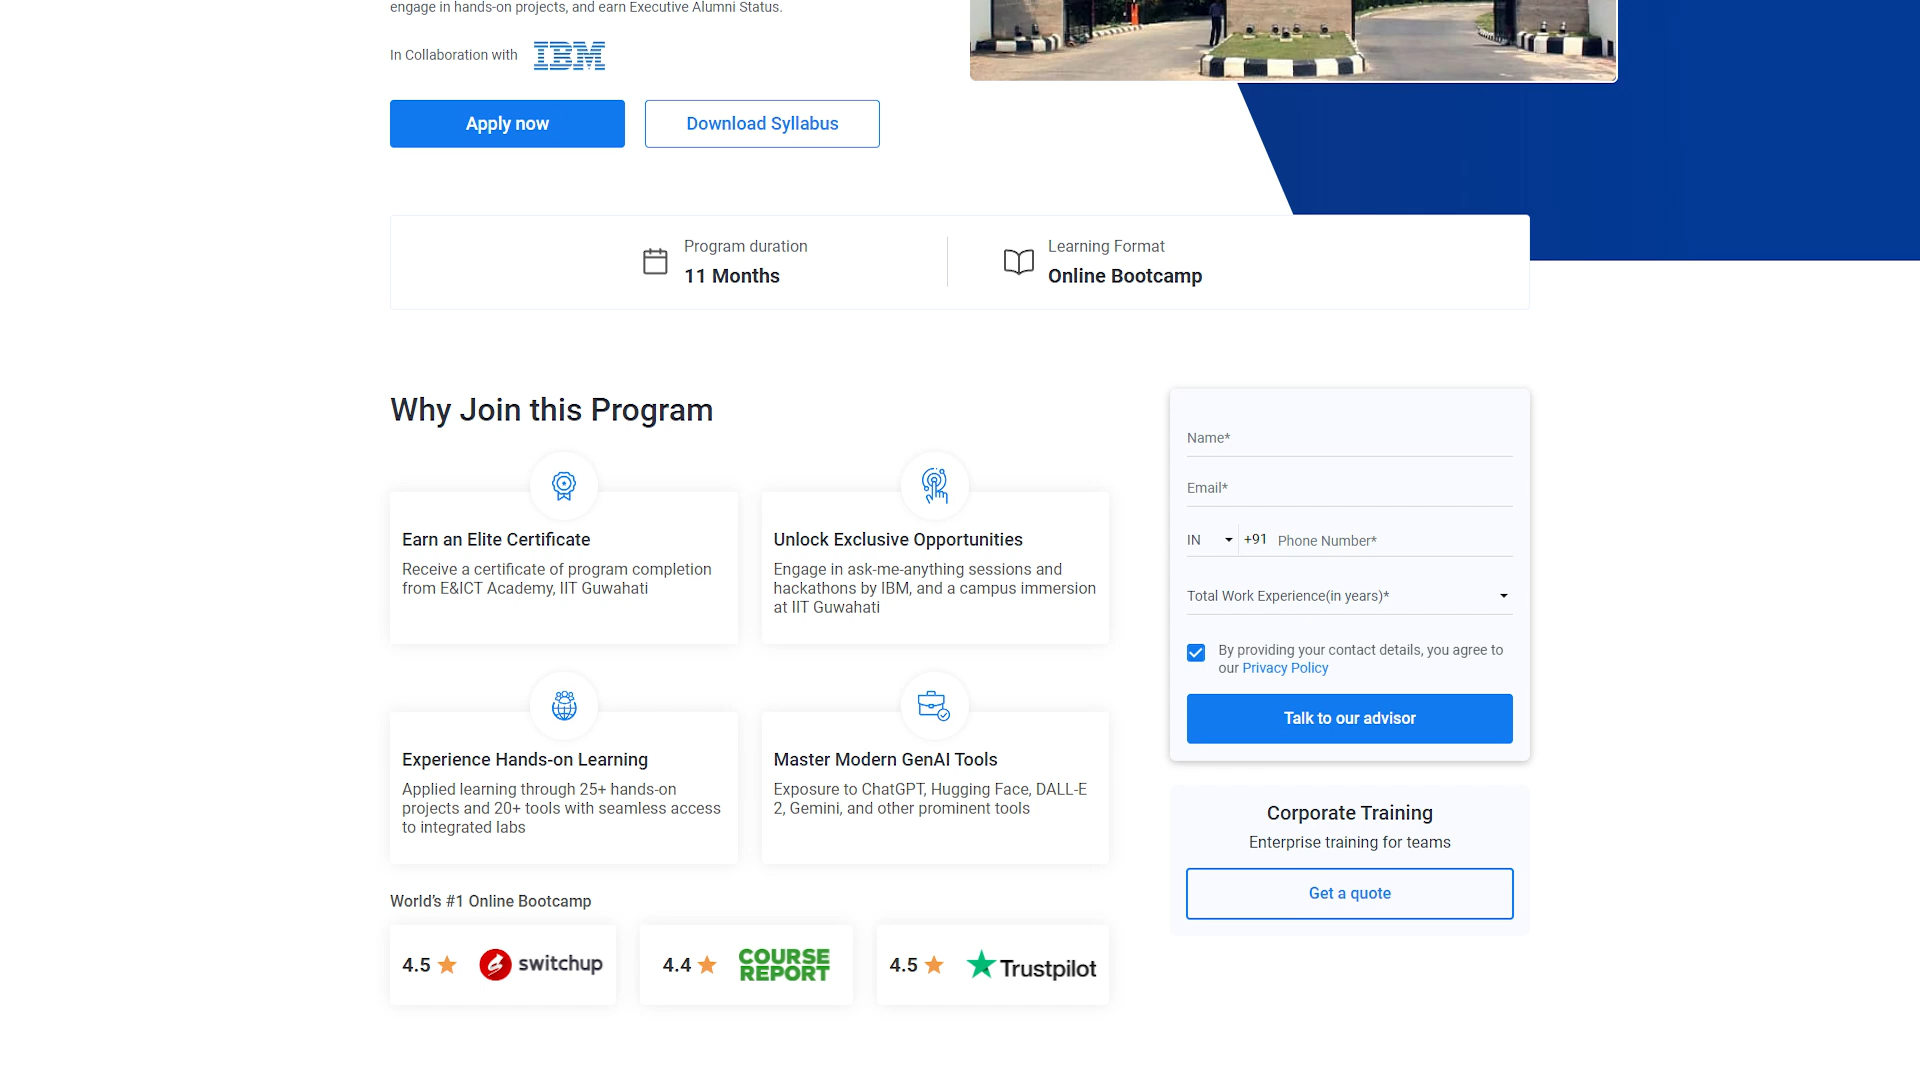 engage in hands-on projects, and earn Executive Alumni Status.
In Collaboration with IBM
Apply now
Download Syllabus
Program duration
11 Months
Learning Format
Online Bootcamp
Why Join this Program
Earn an Elite Certificate
Receive a certificate of program completion
from E&ICT Academy, IIT Guwahati
Unlock Exclusive Opportunities
Engage in ask-me-anything sessions and
hackathons by IBM, and a campus immersion
at IIT Guwahati
Experience Hands-on Learning
Applied learning through 25+ hands-on
projects and 20+ tools with seamless access
to integrated labs
Master Modern GenAI Tools
Exposure to ChatGPT, Hugging Face, DALL-E
2, Gemini, and other prominent tools
World's #1 Online Bootcamp
4.5 switchup
4.4 COURSE
REPORT
4.5 Trustpilot
Name*
Email*
IN +91 Phone Number*
Total Work Experience(in years)*
By providing your contact details, you agree to
our Privacy Policy
Talk to our advisor
Corporate Training
Enterprise training for teams
Get a quote